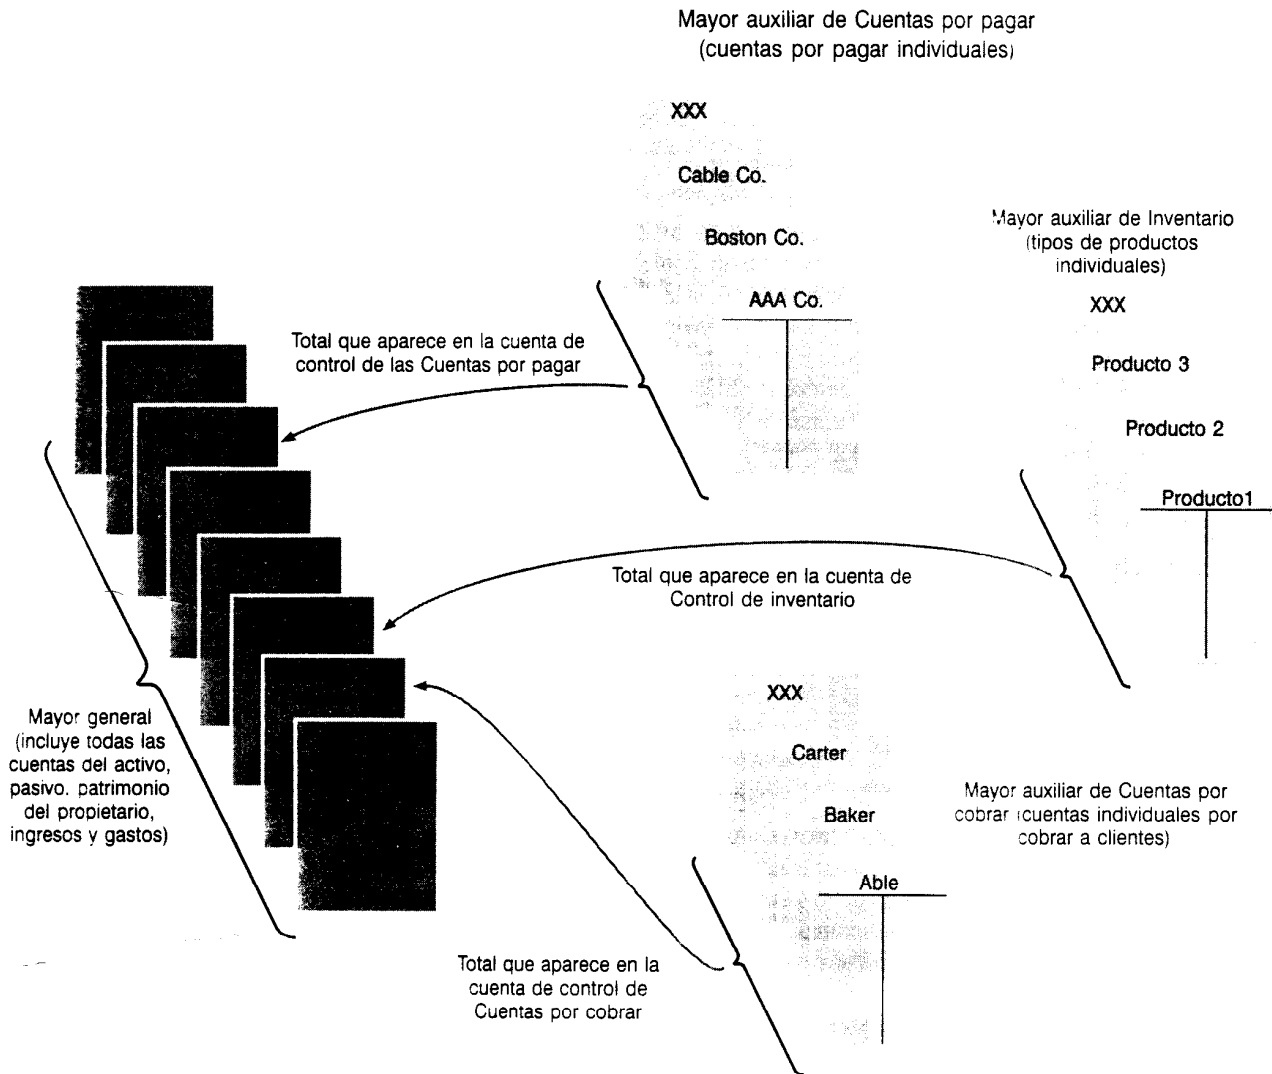 Mayor auxiliar de Cuentas por pagar
(cuentas por pagar individuales)
XXX
Cable Co.
Boston Co.
AAA Co.
Mayor auxiliar de Inventario
(tipos de productos
individuales)
XXX
Producto 3
Producto 2
Producto1
Total que aparece en la cuenta de
control de las Cuentas por pagar
Total que aparece en la cuenta de
Control de inventario
Mayor general
(incluye todas las
cuentas del activo,
pasivo. patrimonio
del propietario,
ingresos y gastos)
XXX
Carter
Baker
Able
Mayor auxiliar de Cuentas por
cobrar (cuentas individuales por
cobrar a clientes)
Total que aparece en la
cuenta de control de
Cuentas por cobrar